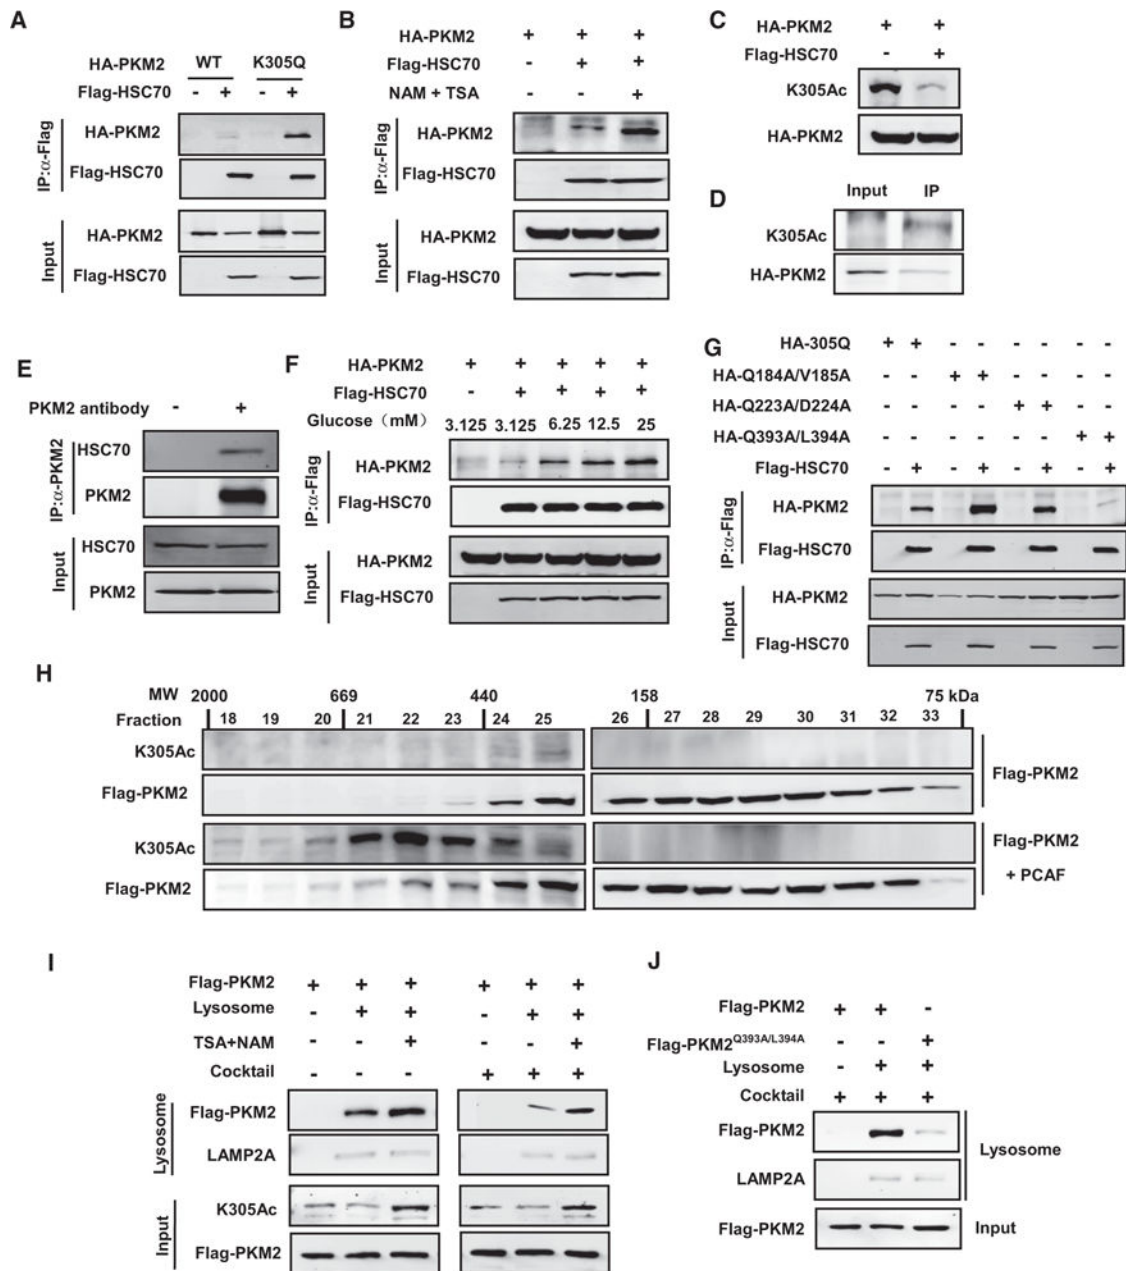 A
HA-PKM2 WT K305Q
Flag-HSC70 - + - +
IP:α-Flag
HA-PKM2
Flag-HSC70
Input
HA-PKM2
Flag-HSC70
B
HA-PKM2 + + +
Flag-HSC70 - + +
NAM + TSA - - +
IP:α-Flag
HA-PKM2
Flag-HSC70
Input
HA-PKM2
Flag-HSC70
C
HA-PKM2 + +
Flag-HSC70 - +
K305Ac
HA-PKM2
D
Input IP
K305Ac
HA-PKM2
E
PKM2 antibody - +
IP:α-PKM2
HSC70
PKM2
Input
HSC70
PKM2
F
HA-PKM2 + + + + +
Flag-HSC70 - + + + +
Glucose (mM) 3.125 3.125 6.25 12.5 25
IP:α-Flag
HA-PKM2
Flag-HSC70
Input
HA-PKM2
Flag-HSC70
G
HA-305Q + + - - - - - -
HA-Q184A/V185A - - + + - - - -
HA-Q223A/D224A - - - - + + - -
HA-Q393A/L394A - - - - - - + +
Flag-HSC70 - + - + - + - +
IP:α-Flag
HA-PKM2
Flag-HSC70
Input
HA-PKM2
Flag-HSC70
H
MW 2000 669 440 158 75 kDa
Fraction 18 19 20 21 22 23 24 25 26 27 28 29 30 31 32 33
K305Ac
Flag-PKM2
Flag-PKM2
K305Ac
Flag-PKM2
Flag-PKM2
+ PCAF
I
Flag-PKM2 + + + + + +
Lysosome - + + - + +
TSA+NAM - - + - - +
Cocktail - - - + + +
Lysosome
Flag-PKM2
LAMP2A
Input
K305Ac
Flag-PKM2
J
Flag-PKM2 + + -
Flag-PKM2Q393A/L394A - - +
Lysosome - + +
Cocktail + + +
Flag-PKM2
LAMP2A
Lysosome
Flag-PKM2 Input